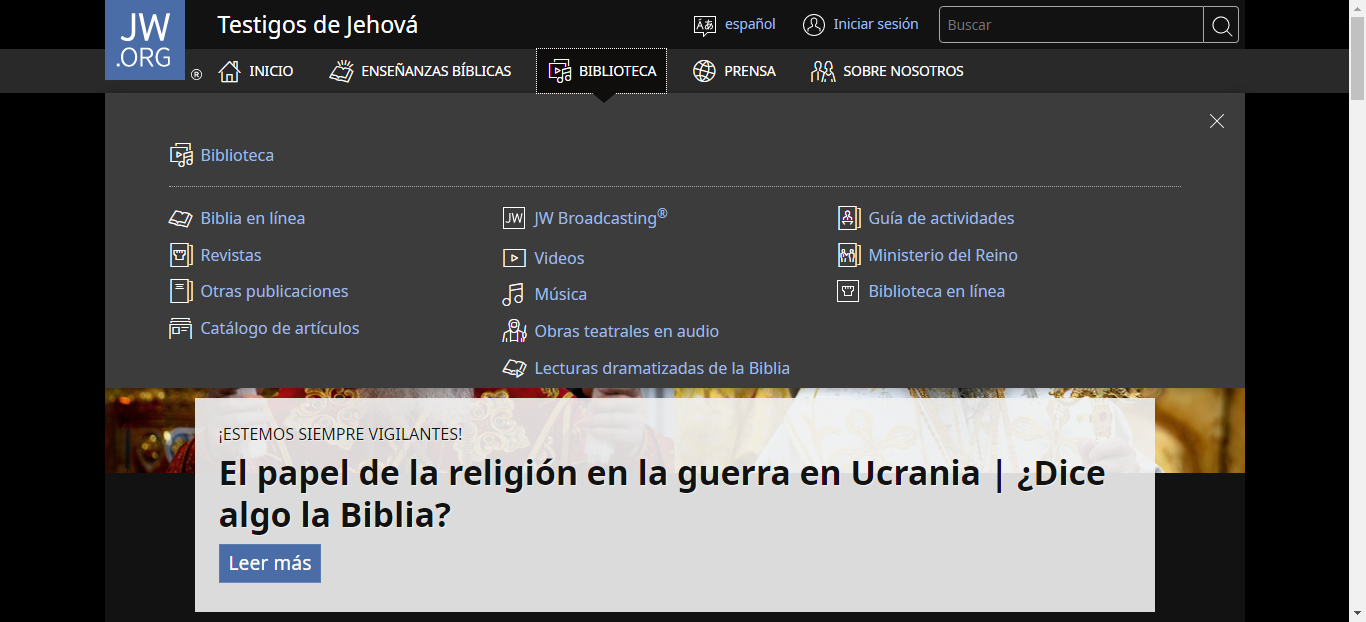 JW
.ORG
®
Testigos de Jehová
español
Iniciar sesión
Buscar
INICIO
ENSEÑANZAS BÍBLICAS
BIBLIOTECA
PRENSA
SOBRE NOSOTROS
Biblioteca
Biblia en línea
Revistas
Otras publicaciones
Catálogo de artículos
JW Broadcasting®
Videos
Música
Obras teatrales en audio
Lecturas dramatizadas de la Biblia
Guía de actividades
Ministerio del Reino
Biblioteca en línea
¡ESTEMOS SIEMPRE VIGILANTES!
El papel de la religión en la guerra en Ucrania | ¿Dice
algo la Biblia?
Leer más